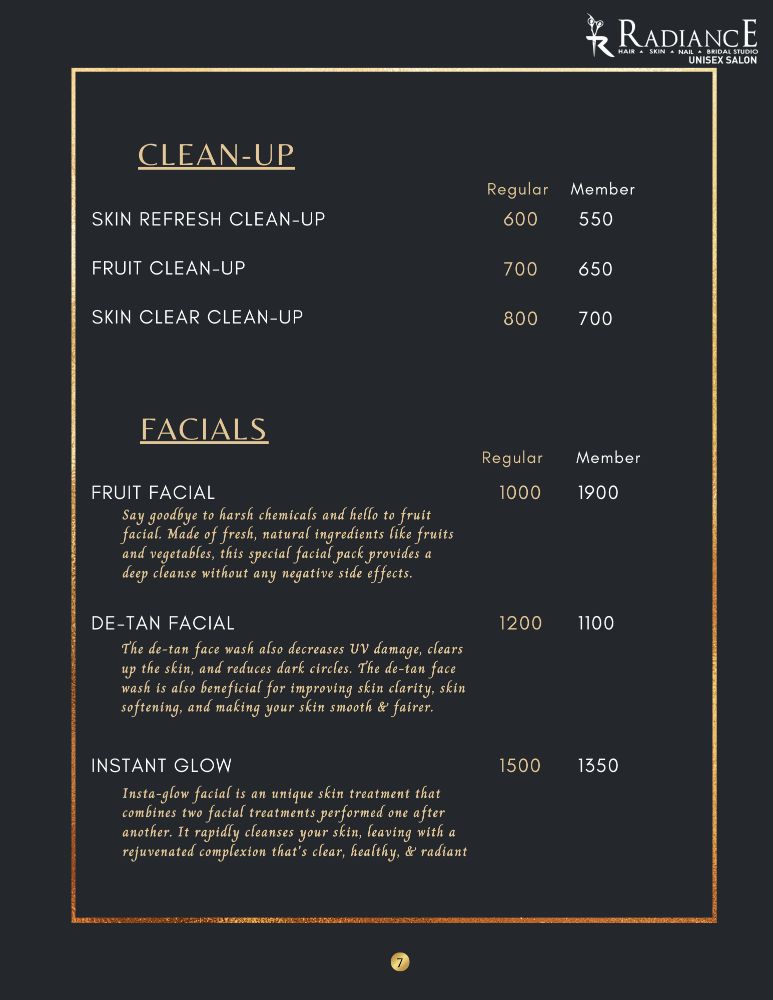 RADIANCE
HAIR ▲ SKIN ▲ NAIL ▲ BRIDAL STUDIO
UNISEX SALON
CLEAN-UP
Regular Member
SKIN REFRESH CLEAN-UP 600 550
FRUIT CLEAN-UP 700 650
SKIN CLEAR CLEAN-UP 800 700
FACIALS
Regular Member
FRUIT FACIAL 1000 1900
Say goodbye to harsh chemicals and hello to fruit
facial. Made of fresh, natural ingredients like fruits
and vegetables, this special facial pack provides a
deep cleanse without any negative side effects.
DE-TAN FACIAL 1200 1100
The de-tan face wash also decreases UV damage, clears
up the skin, and reduces dark circles. The de-tan face
wash is also beneficial for improving skin clarity, skin
softening, and making your skin smooth & fairer.
INSTANT GLOW 1500 1350
Insta-glow facial is an unique skin treatment that
combines two facial treatments performed one after
another. It rapidly cleanses your skin, leaving with a
rejuvenated complexion that's clear, healthy, & radiant
7